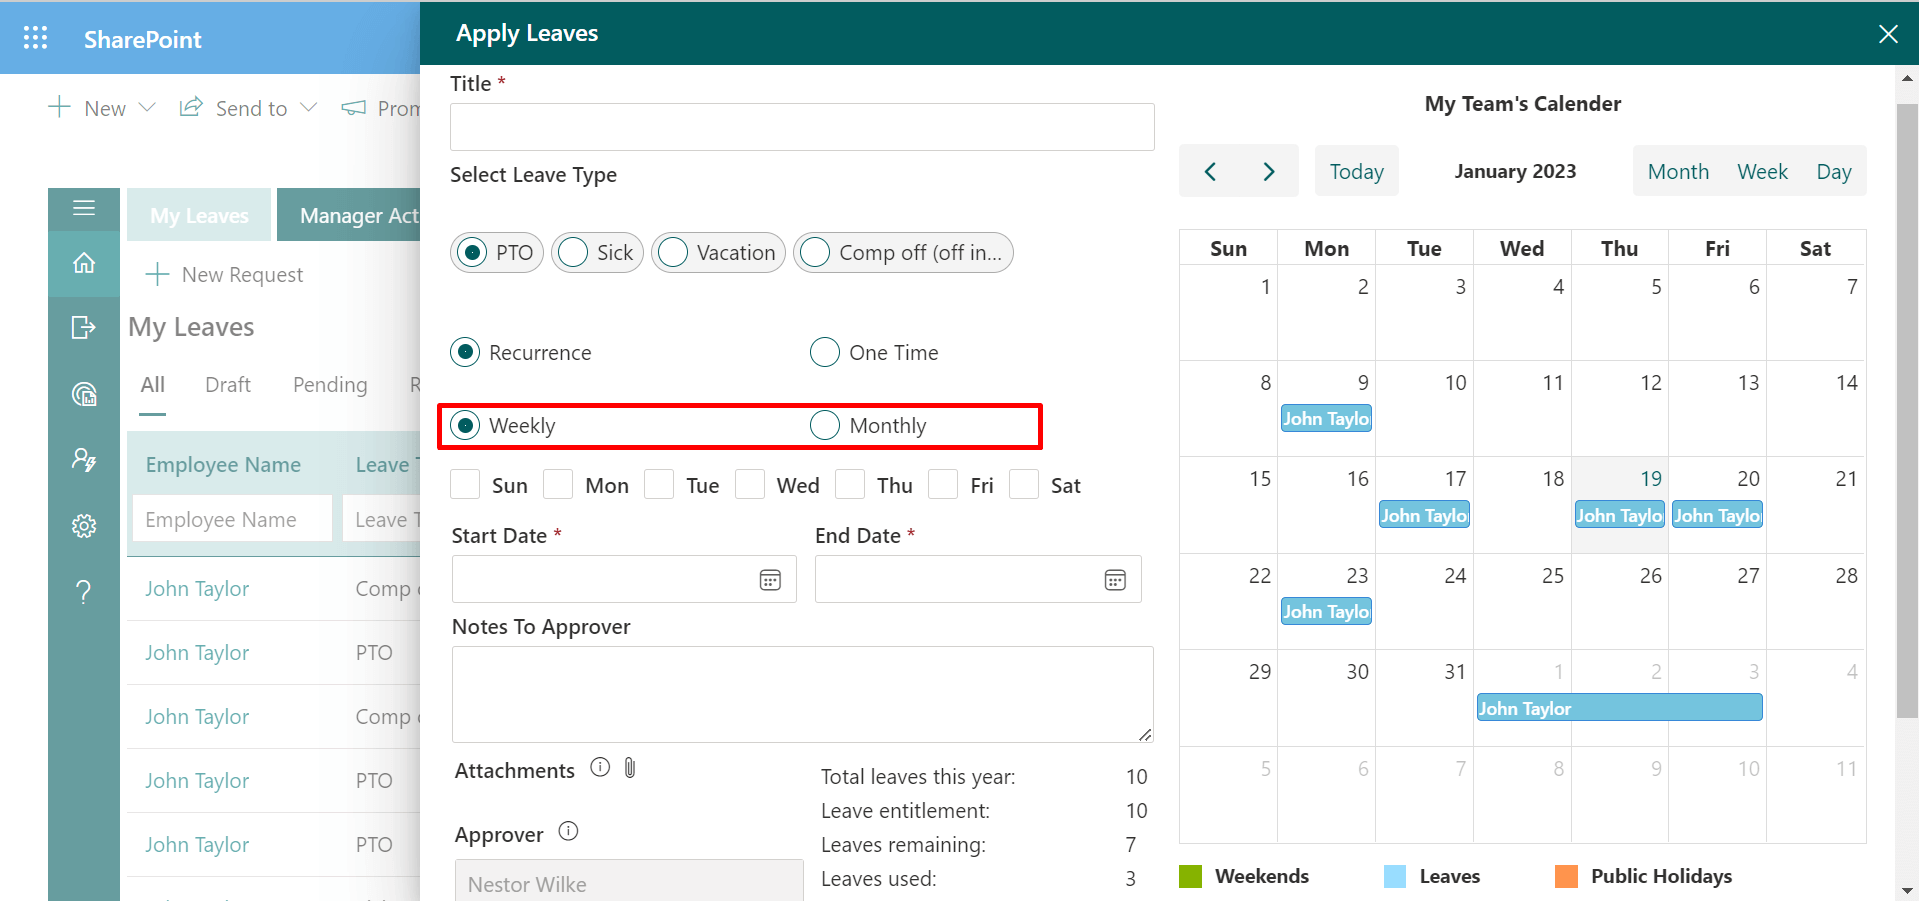 SharePoint
New
Send to
Prom
My Leaves
Manager Act
New Request
My Leaves
All Draft Pending R
Employee Name Leave T
Employee Name Leave T
John Taylor Comp o
John Taylor PTO
John Taylor Comp o
John Taylor PTO
John Taylor PTO
Apply Leaves
Title *
Select Leave Type
PTO Sick Vacation Comp off (off in...
Recurrence One Time
Weekly Monthly
Sun Mon Tue Wed Thu Fri Sat
Start Date * End Date *
Notes To Approver
Attachments
Approver
Nestor Wilke
Total leaves this year: 10
Leave entitlement: 10
Leaves remaining: 7
Leaves used: 3
My Team's Calender
Today January 2023 Month Week Day
Sun Mon Tue Wed Thu Fri Sat
1 2 3 4 5 6 7
8 9 10 11 12 13 14
John Taylo
15 16 17 18 19 20 21
John Taylo John Taylo John Taylo
22 23 24 25 26 27 28
John Taylo
29 30 31 1 2 3 4
John Taylor
5 6 7 8 9 10 11
Weekends Leaves Public Holidays